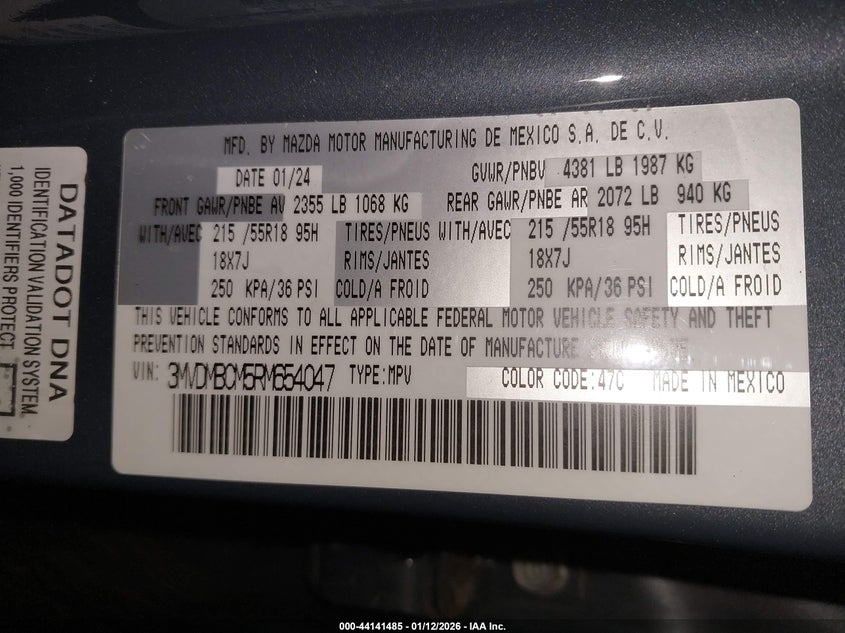 MFD. BY MAZDA MOTOR MANUFACTURING DE MEXICO S.A. DE C.V.
DATE 01/24 GVWR/PNBV 4381 LB 1987 KG
FRONT GAWR/PNBE AV 2355 LB 1068 KG REAR GAWR/PNBE AR 2072 LB 940 KG
WITH/AVEC 215 /55R18 95H TIRES/PNEUS WITH/AVEC 215 /55R18 95H TIRES/PNEUS
18X7J RIMS/JANTES 18X7J RIMS/JANTES
250 KPA/36 PSI COLD/A FROID 250 KPA/36 PSI COLD/A FROID
THIS VEHICLE CONFORMS TO ALL APPLICABLE FEDERAL MOTOR VEHICLE SAFETY AND THEFT
PREVENTION STANDARDS IN EFFECT ON THE DATE OF MANUFACTURE
VIN: 3MVDMBCM5RM654047 TYPE:MPV COLOR CODE:47C MADE IN MEXICO
DATADOT DNA
IDENTIFICATION VALIDATION SYSTEM
1,000 IDENTIFIERS PROTECT
000-44141485 - 01/12/2026 - IAA Inc.